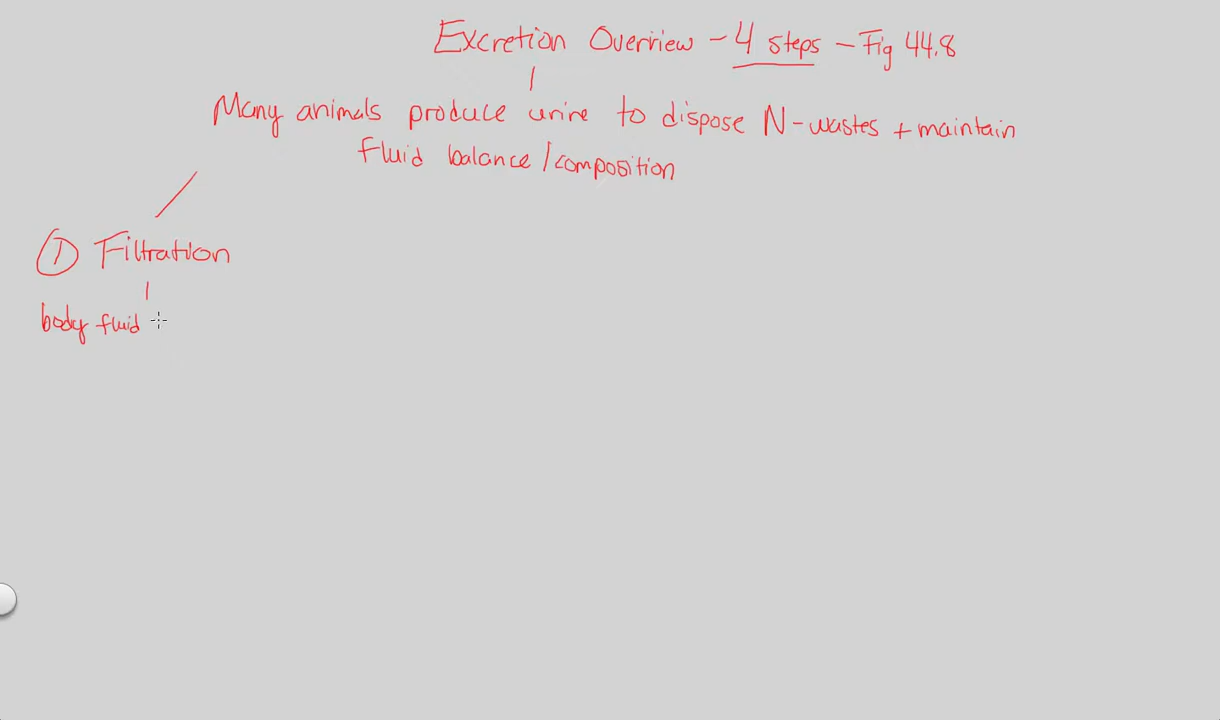 Excretion Overview - 4 steps - Fig 44.8
Many animals produce urine to dispose N-wastes + maintain
fluid balance/composition
① Filtration
body fluid